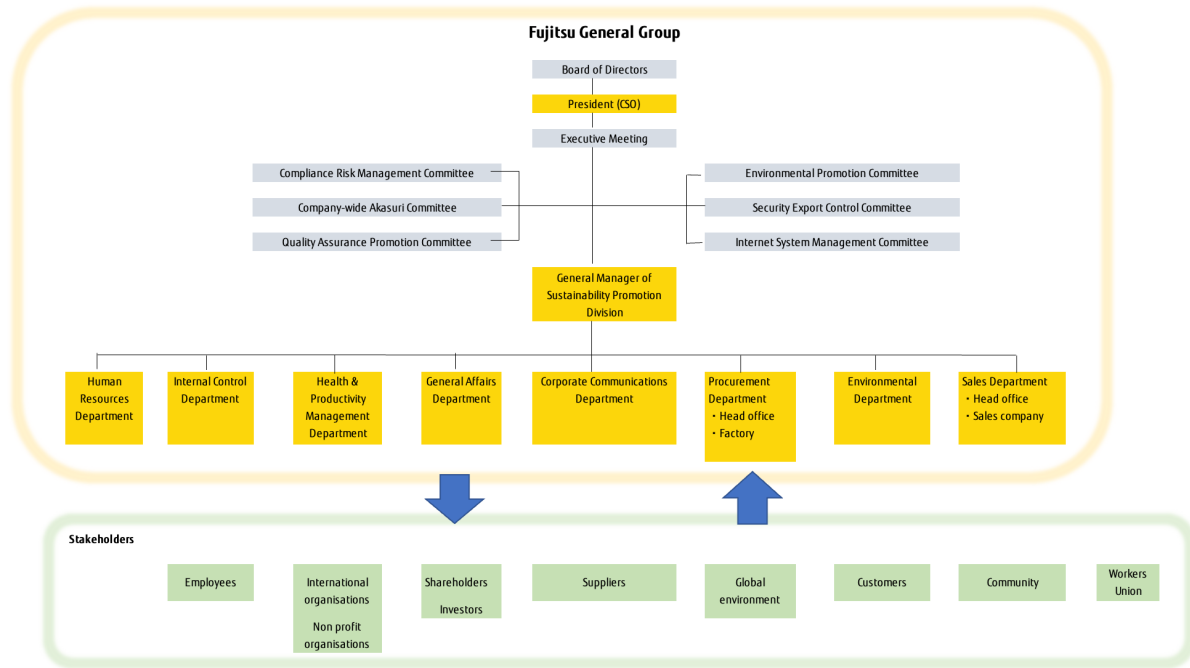 Fujitsu General Group
Board of Directors
President (CSO)
Executive Meeting
Compliance Risk Management Committee
Environmental Promotion Committee
Company-wide Akasuri Committee
Security Export Control Committee
Quality Assurance Promotion Committee
Internet System Management Committee
General Manager of
Sustainability Promotion
Division
Human
Resources
Department
Internal Control
Department
Health &
Productivity
Management
Department
General Affairs
Department
Corporate Communications
Department
Procurement
Department
・Head office
・Factory
Environmental
Department
Sales Department
・Head office
・Sales company
Stakeholders
Employees
International
organisations
Non profit
organisations
Shareholders
Investors
Suppliers
Global
environment
Customers
Community
Workers
Union